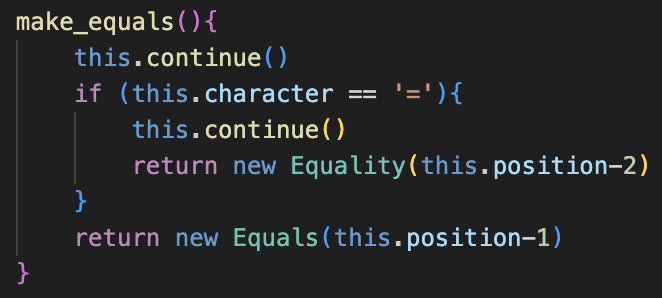 make_equals(){
    this.continue()
    if (this.character == '='){
        this.continue()
        return new Equality(this.position-2)
    }
    return new Equals(this.position-1)
}